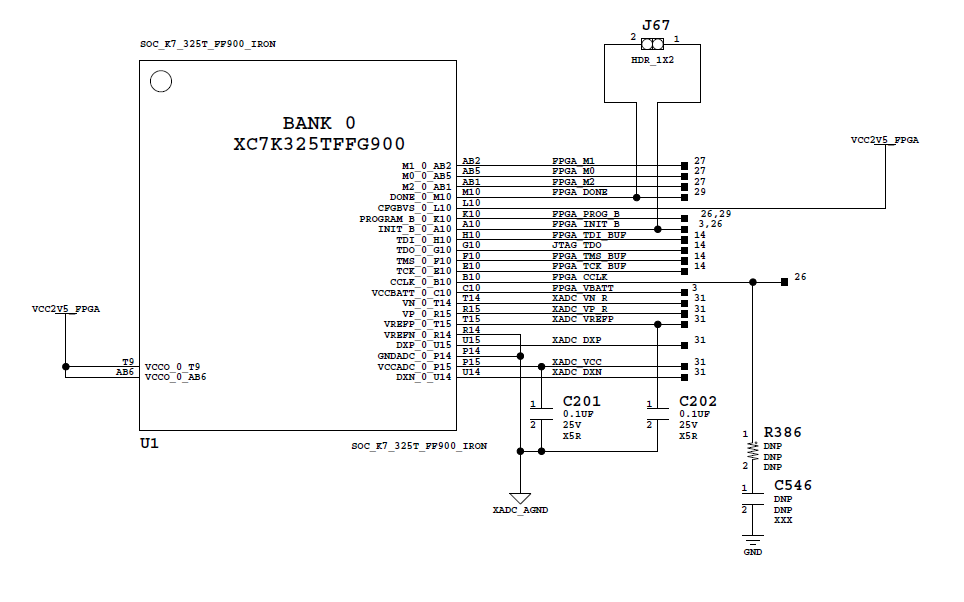 J67
2 1
HDR_1X2
SOC_K7_325T_FF900_IRON
BANK 0
XC7K325TFFG900
VCC2V5_FPGA
M1_0_AB2 AB2 FPGA_M1 27
M0_0_AB5 AB5 FPGA_M0 27
M2_0_AB1 AB1 FPGA_M2 27
DONE_0_M10 M10 FPGA_DONE 29
CFGBVS_0_L10 L10
PROGRAM_B_0_K10 K10 FPGA_PROG_B 26,29
INIT_B_0_A10 A10 FPGA_INIT_B 3,26
TDI_0_H10 H10 FPGA_TDI_BUF 14
TDO_0_G10 G10 JTAG_TDO 14
TMS_0_F10 F10 FPGA_TMS_BUF 14
TCK_0_E10 E10 FPGA_TCK_BUF 14
CCLK_0_B10 B10 FPGA_CCLK 26
VCCBATT_0_C10 C10 FPGA_VBATT 3
VN_0_T14 T14 XADC_VN_R 31
VP_0_R15 R15 XADC_VP_R 31
VREFP_0_T15 T15 XADC_VREFP 31
VREFN_0_R14 R14
DXP_0_U15 U15 XADC_DXP 31
GNDADC_0_P14 P14
VCCADC_0_P15 P15 XADC_VCC 31
DXN_0_U14 U14 XADC_DXN 31
VCC2V5_FPGA
T9 VCCO_0_T9
AB6 VCCO_0_AB6
U1
SOC_K7_325T_FF900_IRON
1 C201
0.1UF
2 25V
X5R
1 C202
0.1UF
2 25V
X5R
XADC_AGND
1 R386
DNP
DNP
2 DNP
1 C546
DNP
2 DNP
XXX
GND